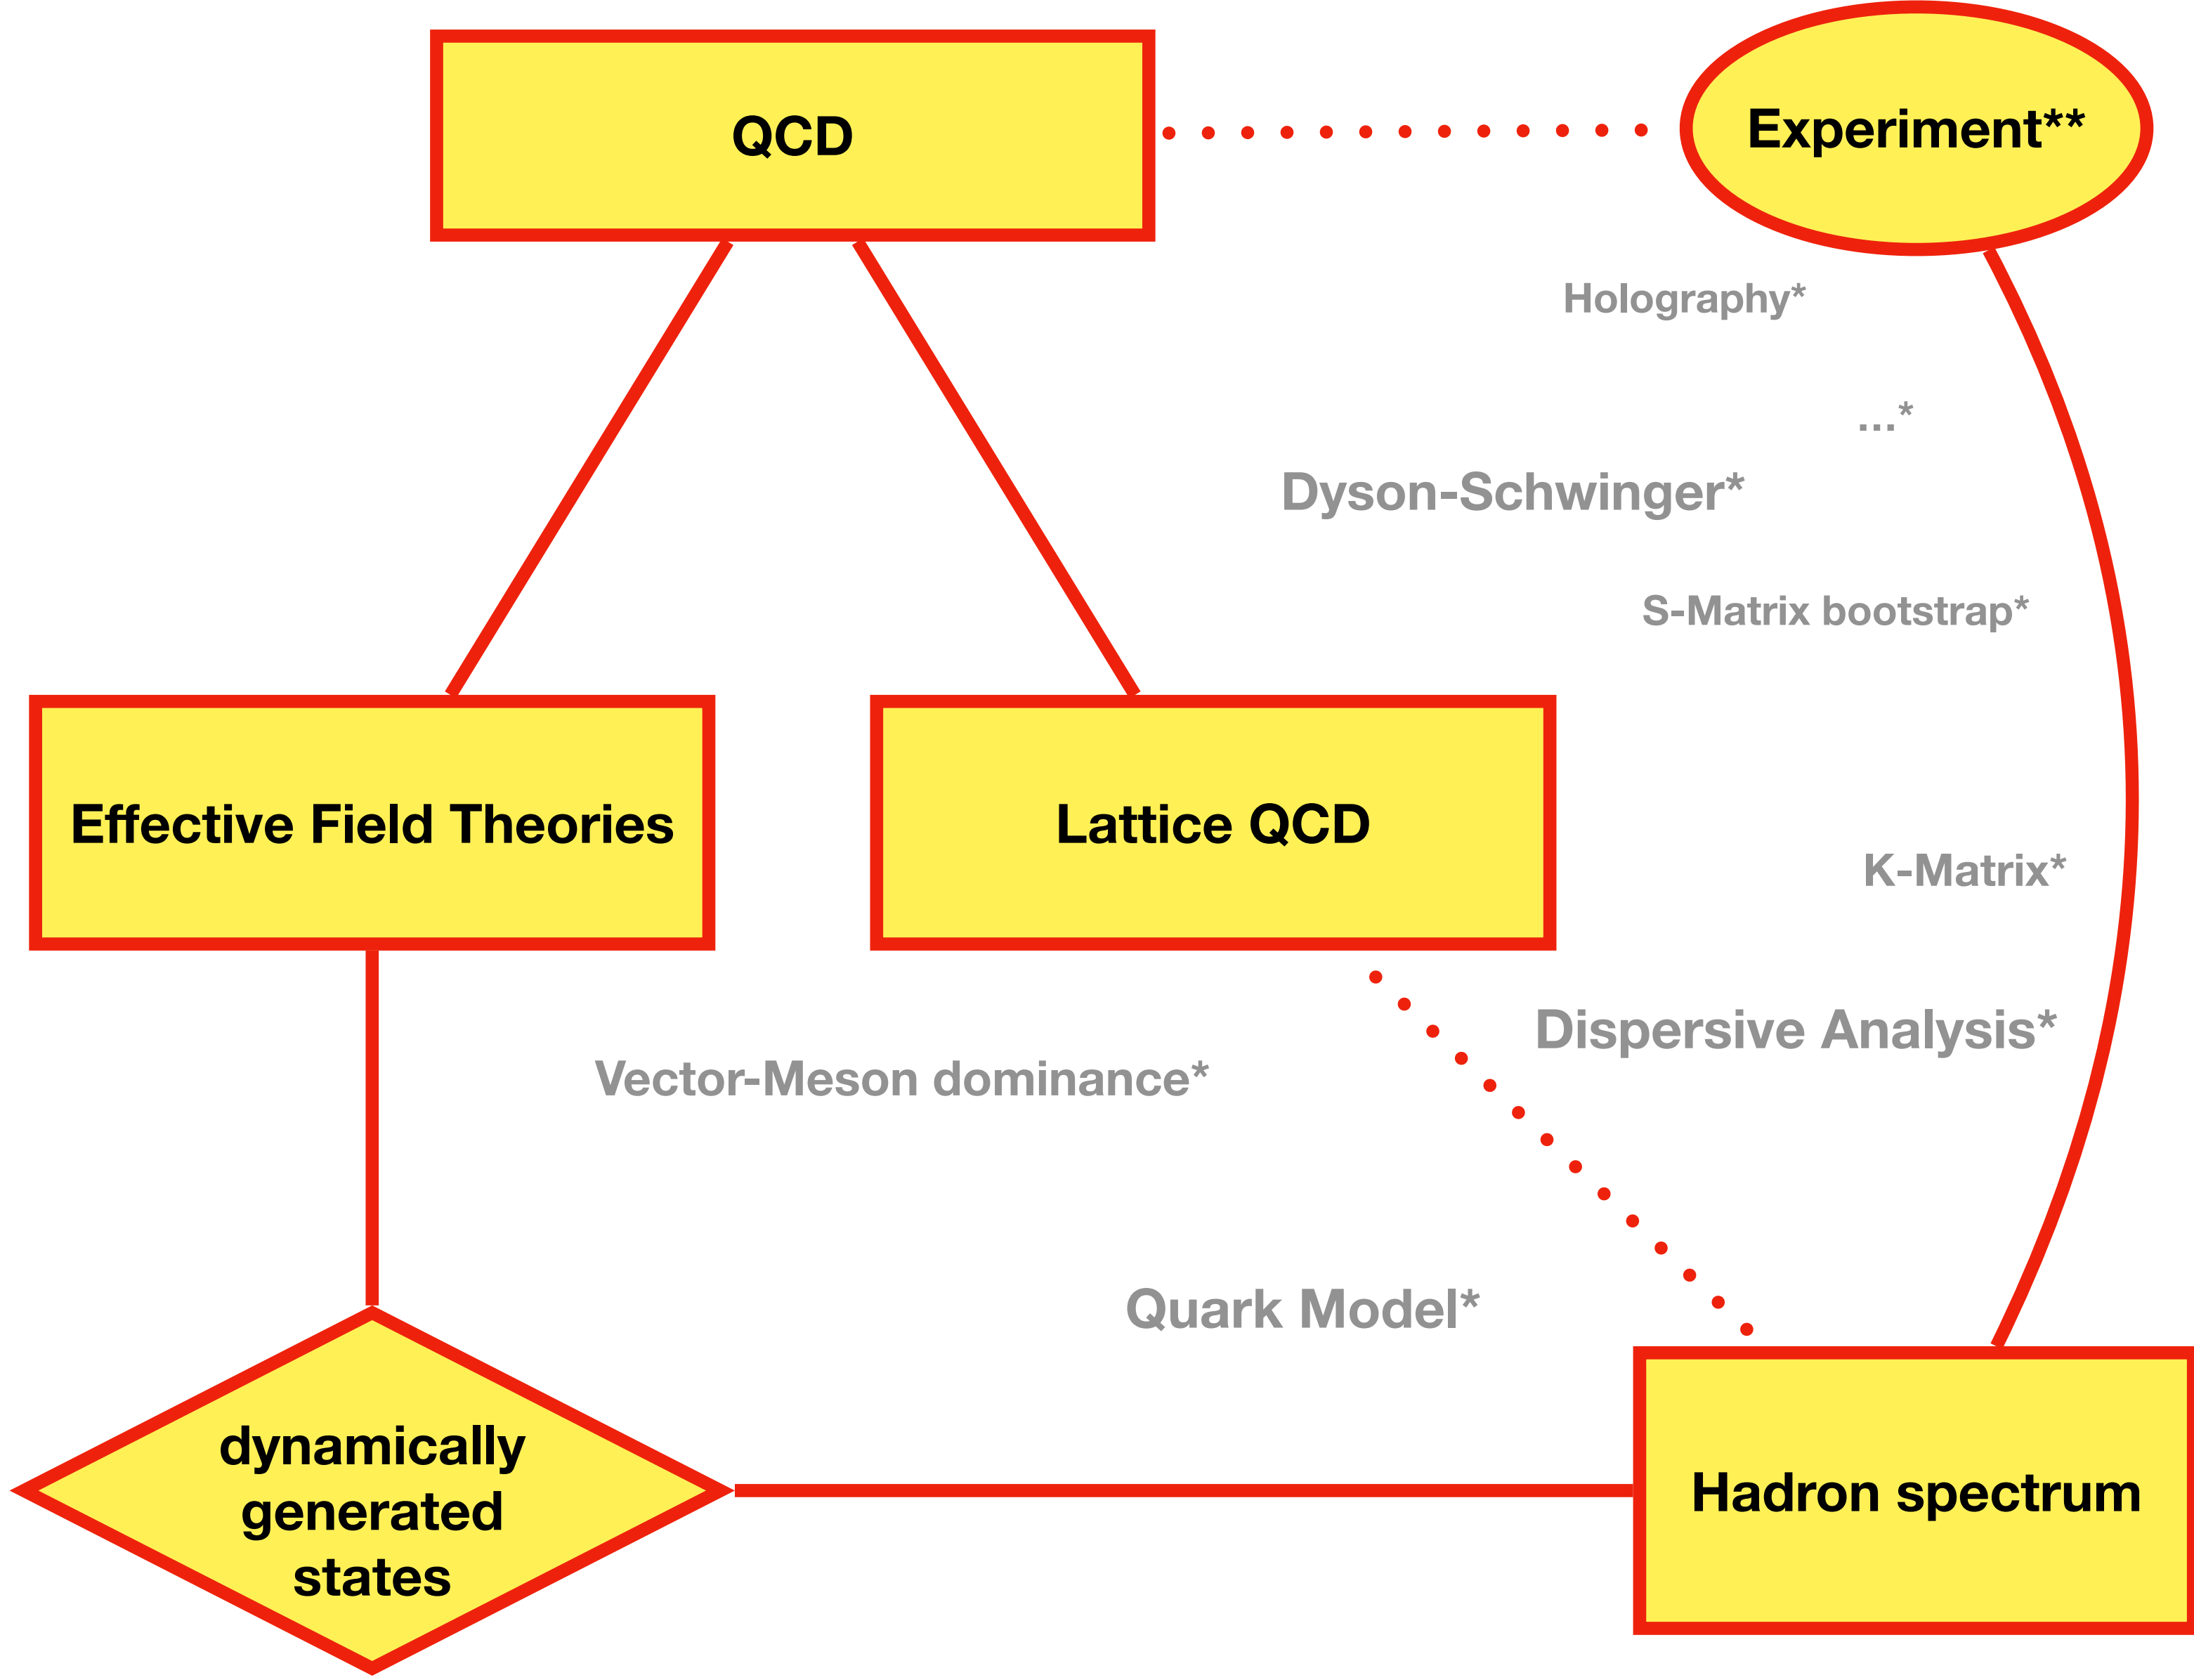 QCD
Experiment**
Holography*
...*
Dyson-Schwinger*
S-Matrix bootstrap*
Effective Field Theories
Lattice QCD
K-Matrix*
Dispersive Analysis*
Vector-Meson dominance*
Quark Model*
dynamically
generated
states
Hadron spectrum